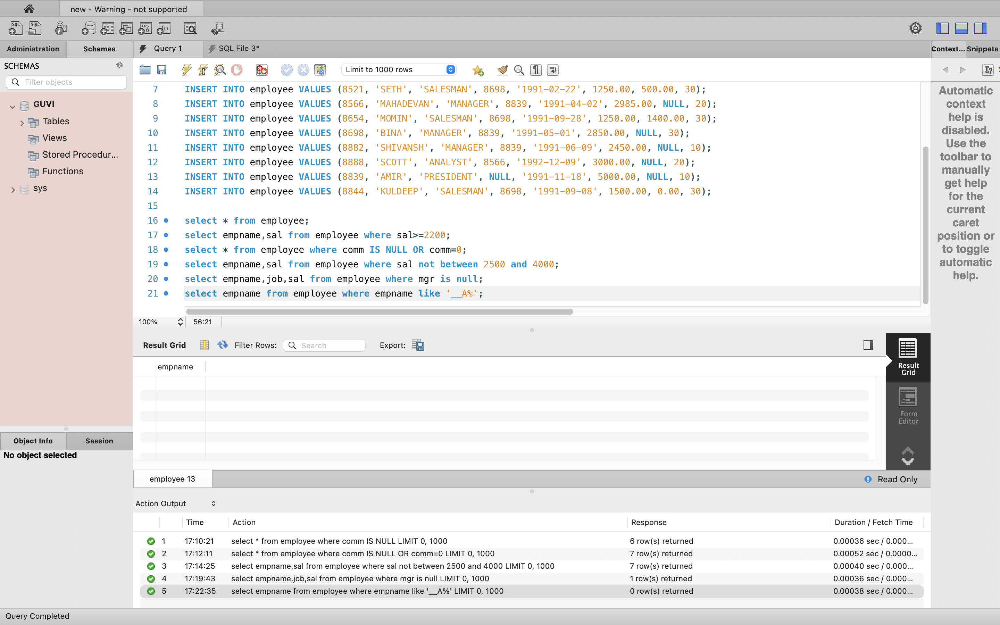 new - Warning - not supported
Administration
Schemas
Query 1
SQL File 3*
Context...
Snippets
SCHEMAS
Filter objects
GUVI
Tables
Views
Stored Procedur...
Functions
sys
Object Info
Session
No object selected
Limit to 1000 rows
7 INSERT INTO employee VALUES (8521, 'SETH', 'SALESMAN', 8698, '1991-02-22', 1250.00, 500.00, 30);
8 INSERT INTO employee VALUES (8566, 'MAHADEVAN', 'MANAGER', 8839, '1991-04-02', 2985.00, NULL, 20);
9 INSERT INTO employee VALUES (8654, 'MOMIN', 'SALESMAN', 8698, '1991-09-28', 1250.00, 1400.00, 30);
10 INSERT INTO employee VALUES (8698, 'BINA', 'MANAGER', 8839, '1991-05-01', 2850.00, NULL, 30);
11 INSERT INTO employee VALUES (8882, 'SHIVANSH', 'MANAGER', 8839, '1991-06-09', 2450.00, NULL, 10);
12 INSERT INTO employee VALUES (8888, 'SCOTT', 'ANALYST', 8566, '1992-12-09', 3000.00, NULL, 20);
13 INSERT INTO employee VALUES (8839, 'AMIR', 'PRESIDENT', NULL, '1991-11-18', 5000.00, NULL, 10);
14 INSERT INTO employee VALUES (8844, 'KULDEEP', 'SALESMAN', 8698, '1991-09-08', 1500.00, 0.00, 30);
15
16 select * from employee;
17 select empname,sal from employee where sal>=2200;
18 select * from employee where comm IS NULL OR comm=0;
19 select empname,sal from employee where sal not between 2500 and 4000;
20 select empname,job,sal from employee where mgr is null;
21 select empname from employee where empname like '__A%';
100% 56:21
Result Grid Filter Rows: Search Export:
empname
Result
Grid
Form
Editor
employee 13
Read Only
Action Output
Time Action Response Duration / Fetch Time
1 17:10:21 select * from employee where comm IS NULL LIMIT 0, 1000 6 row(s) returned 0.00036 sec / 0.000...
2 17:12:11 select * from employee where comm IS NULL OR comm=0 LIMIT 0, 1000 7 row(s) returned 0.00052 sec / 0.0000...
3 17:14:25 select empname,sal from employee where sal not between 2500 and 4000 LIMIT 0, 1000 7 row(s) returned 0.00040 sec / 0.000...
4 17:19:43 select empname,job,sal from employee where mgr is null LIMIT 0, 1000 1 row(s) returned 0.00036 sec / 0.000...
5 17:22:35 select empname from employee where empname like '__A%' LIMIT 0, 1000 0 row(s) returned 0.00038 sec / 0.000...
Automatic
context
help is
disabled.
Use the
toolbar to
manually
get help
for the
current
caret
position or
to toggle
automatic
help.
Query Completed